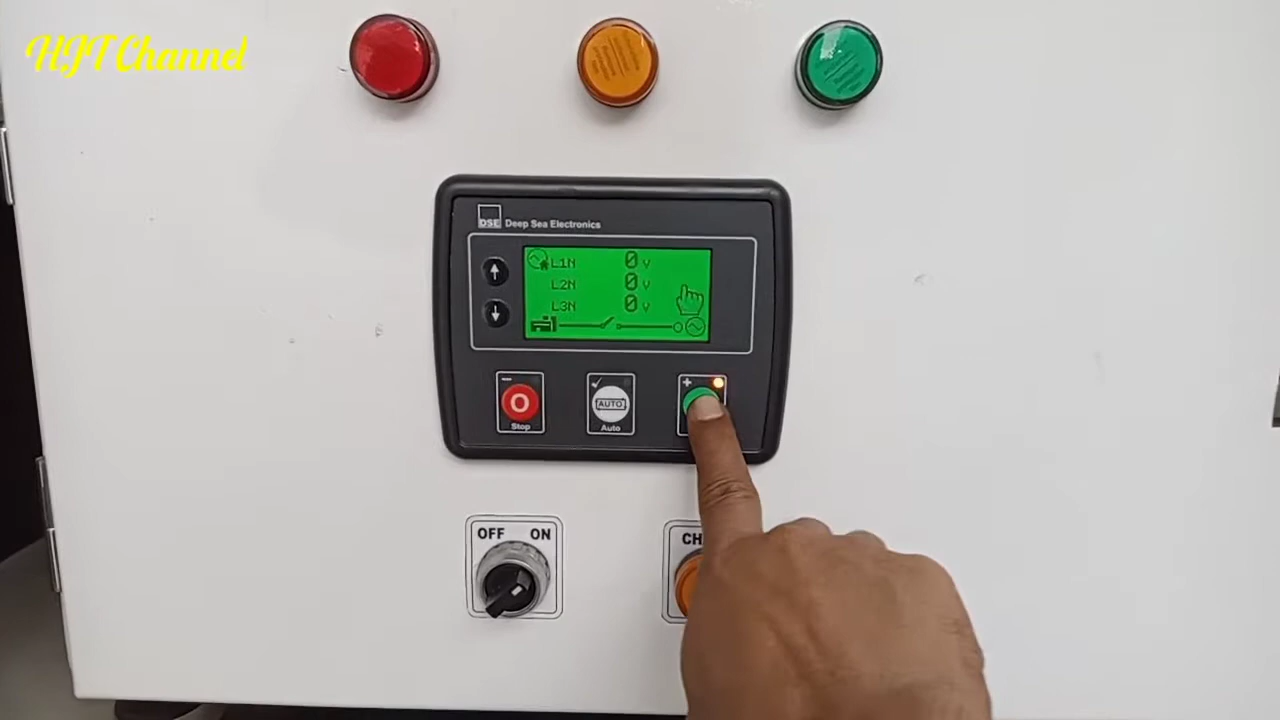 HJT Channel
DSE Deep Sea Electronics
L1N 0 V
L2N 0 V
L3N 0 V
AUTO
Stop
Auto
OFF ON
CH